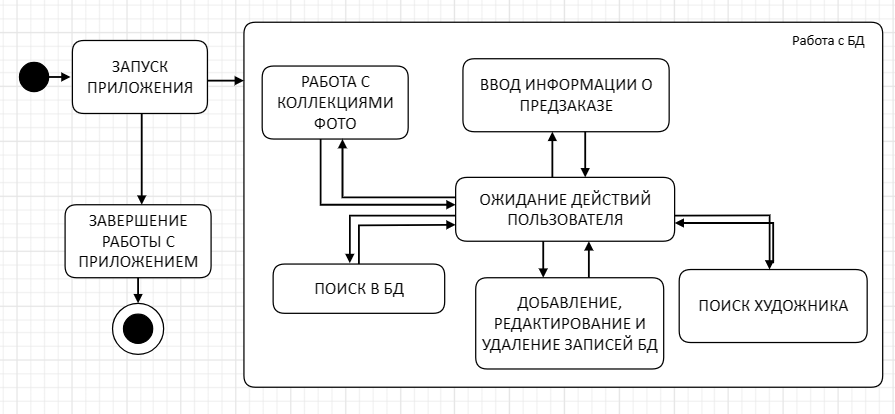 Работа с БД
ЗАПУСК
ПРИЛОЖЕНИЯ
РАБОТА С
КОЛЛЕКЦИЯМИ
ФОТО
ВВОД ИНФОРМАЦИИ О
ПРЕДЗАКАЗЕ
ОЖИДАНИЕ ДЕЙСТВИЙ
ПОЛЬЗОВАТЕЛЯ
ЗАВЕРШЕНИЕ
РАБОТЫ С
ПРИЛОЖЕНИЕМ
ПОИСК В БД
ДОБАВЛЕНИЕ,
РЕДАКТИРОВАНИЕ И
УДАЛЕНИЕ ЗАПИСЕЙ БД
ПОИСК ХУДОЖНИКА